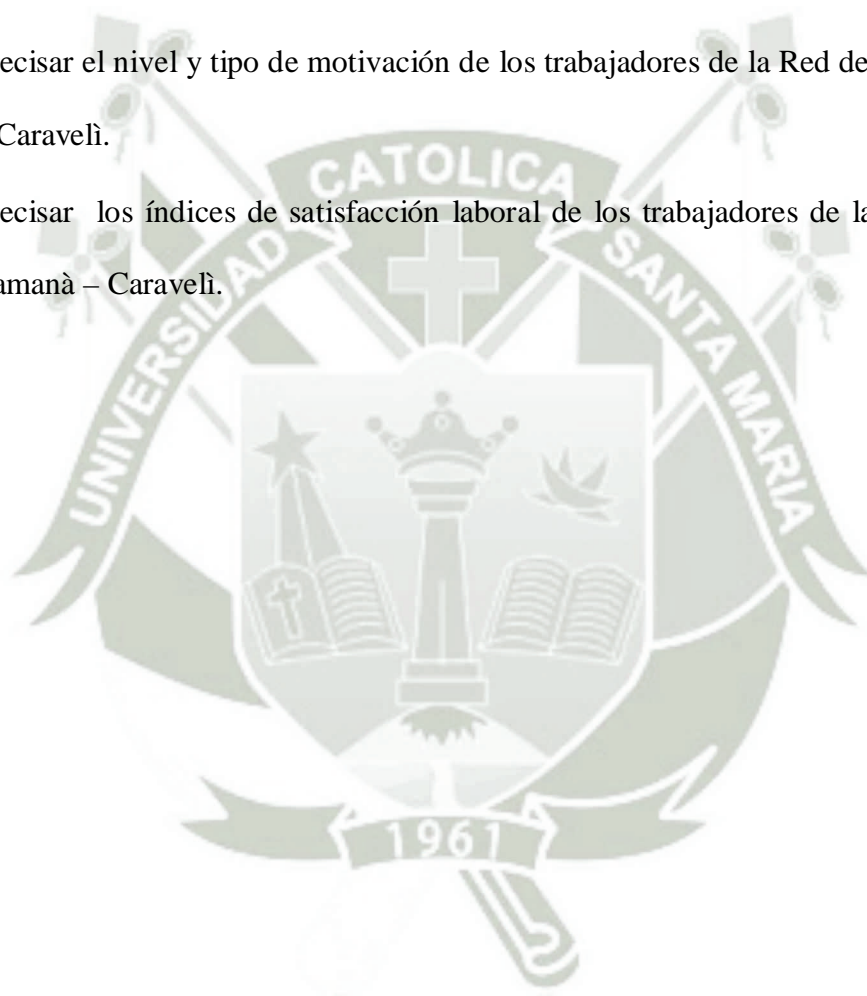 ecisar el nivel y tipo de motivación de los trabajadores de la Red de
Caravelì.
ecisar los índices de satisfacción laboral de los trabajadores de la
amanà – Caravelì.
UNIVERSIDAD CATOLICA SANTA MARIA
1961